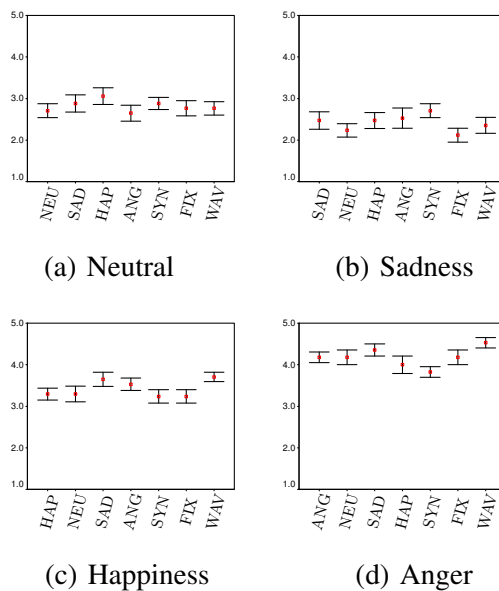 5.0
4.0
3.0
2.0
1.0
NEU SAD HAP ANG SYN FIX WAV
(a) Neutral
5.0
4.0
3.0
2.0
1.0
SAD NEU HAP ANG SYN FIX WAV
(b) Sadness
5.0
4.0
3.0
2.0
1.0
HAP NEU SAD ANG SYN FIX WAV
(c) Happiness
5.0
4.0
3.0
2.0
1.0
ANG NEU SAD HAP SYN FIX WAV
(d) Anger